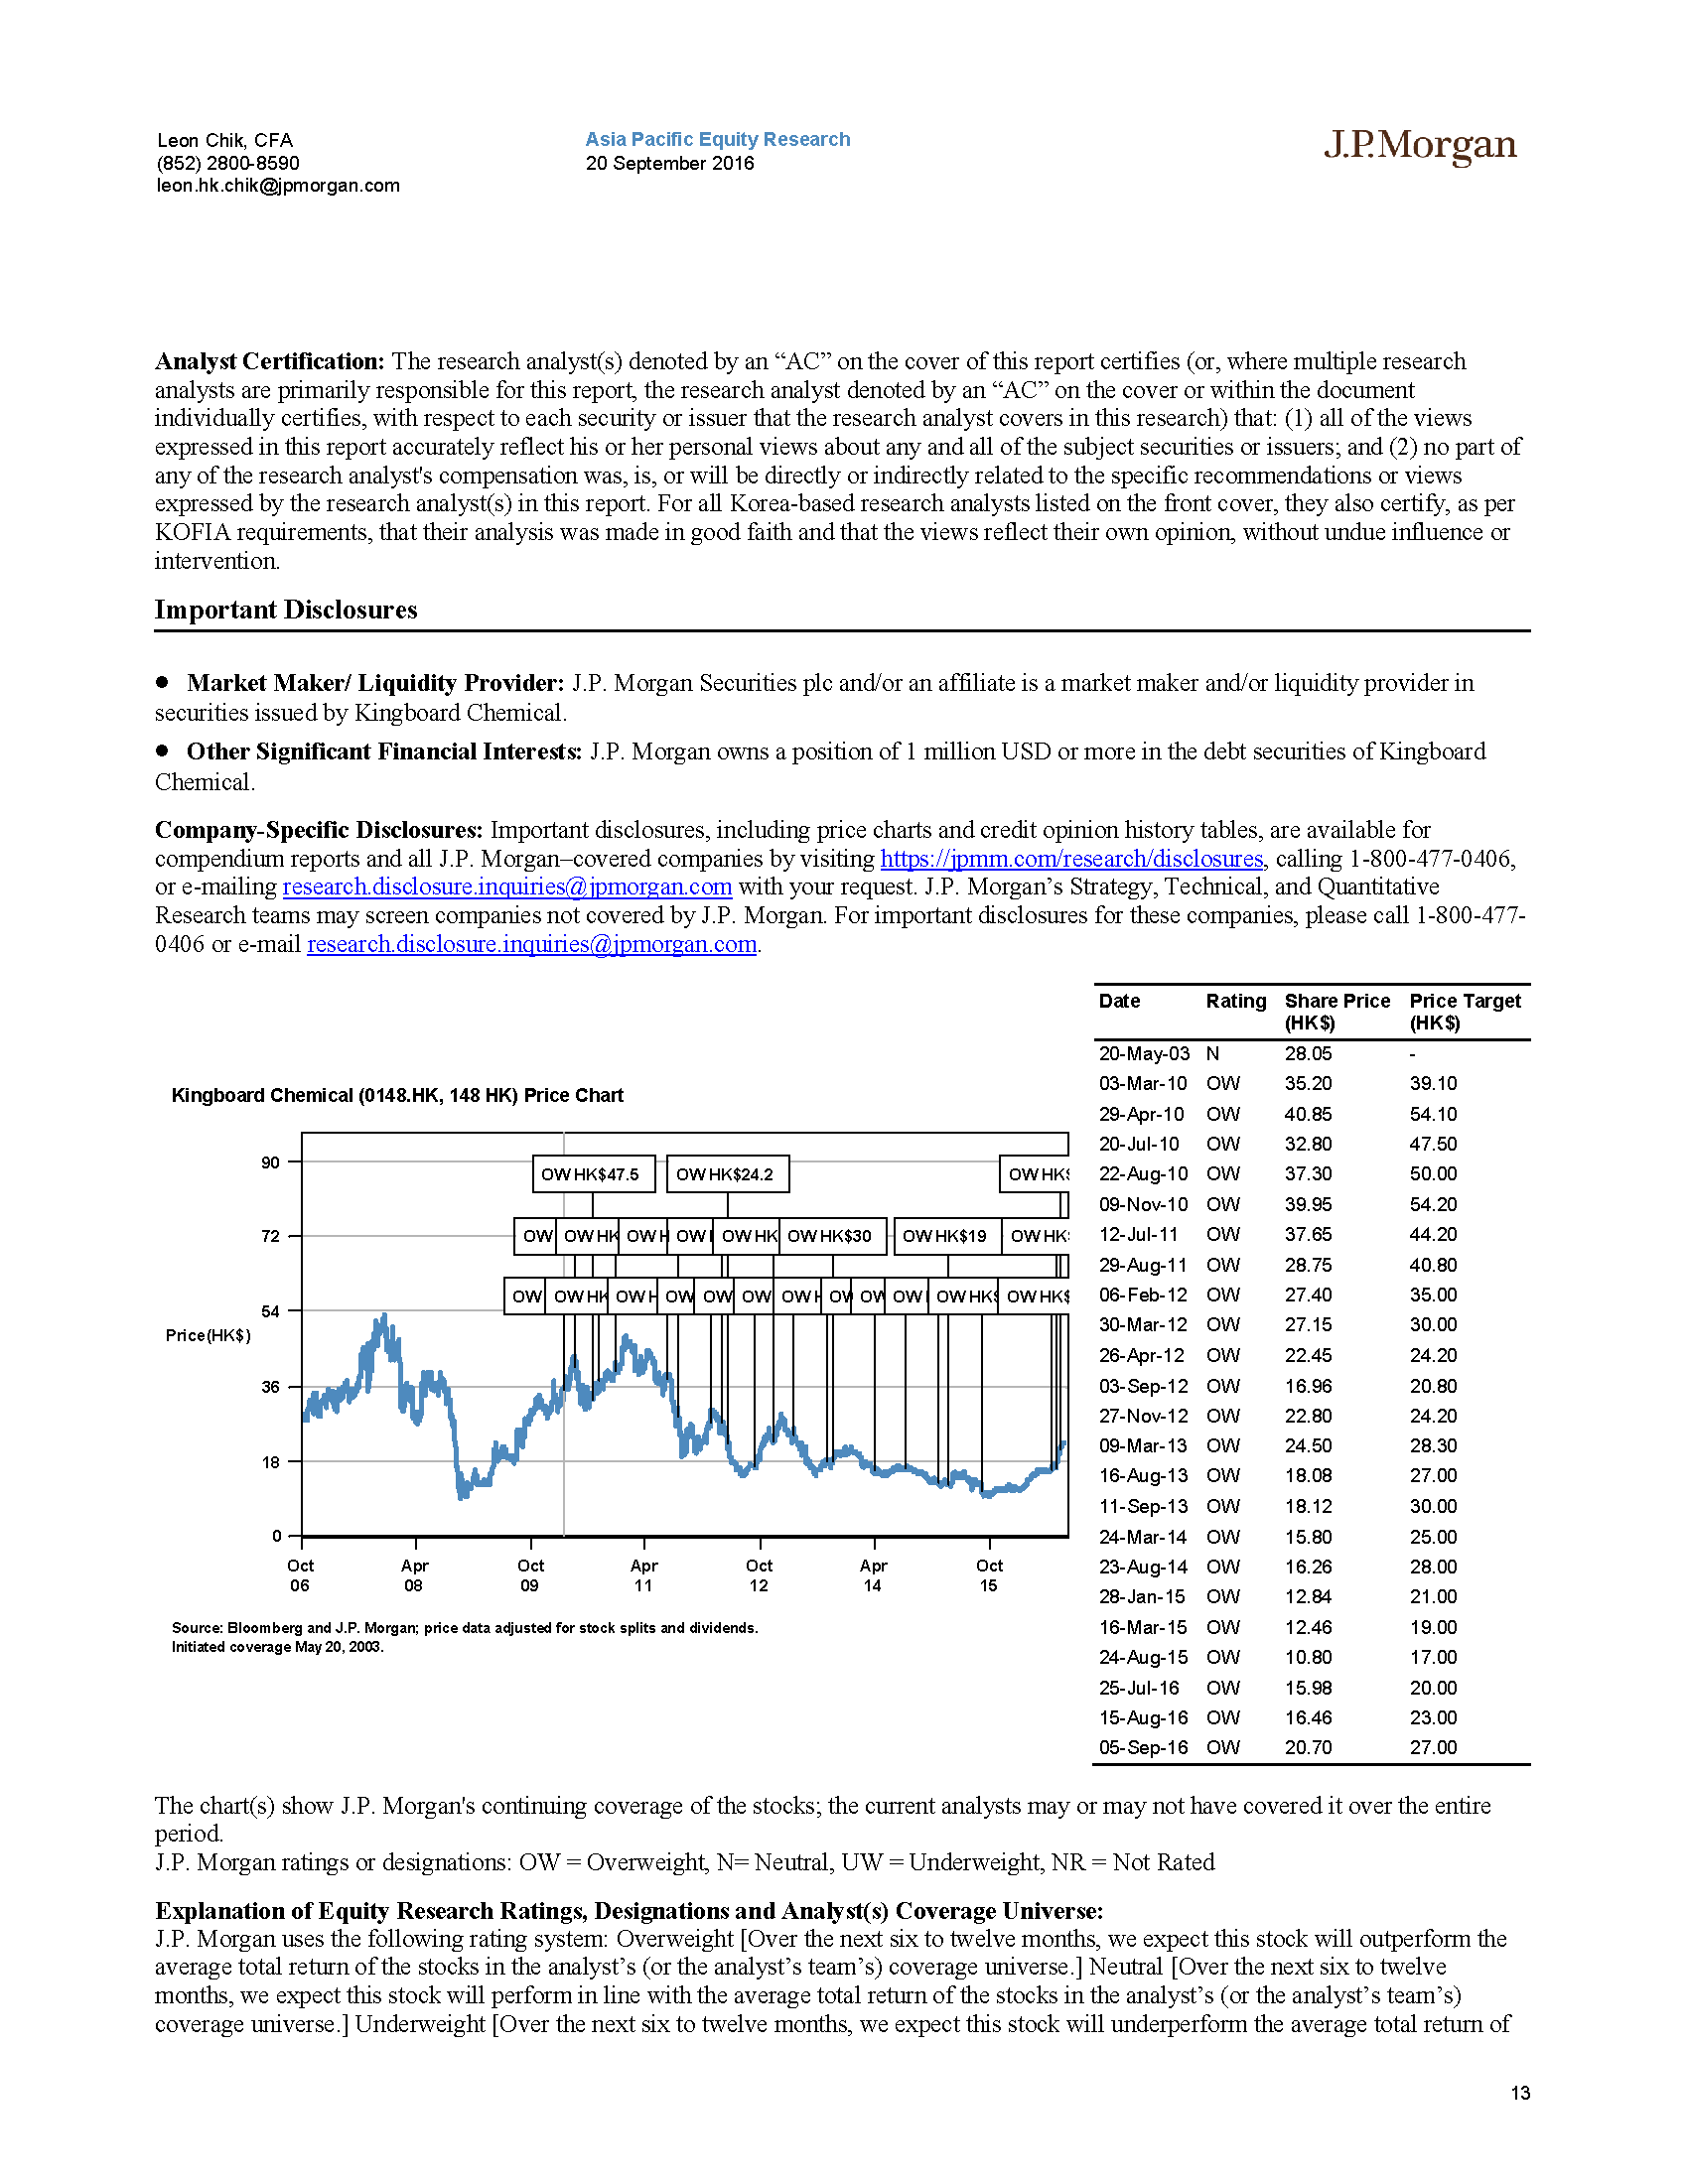 Leon Chik, CFA
(852) 2800-8590
leon.hk.chik@jpmorgan.com
Asia Pacific Equity Research
20 September 2016
J.P.Morgan
Analyst Certification: The research analyst(s) denoted by an “AC” on the cover of this report certifies (or, where multiple research
analysts are primarily responsible for this report, the research analyst denoted by an “AC” on the cover or within the document
individually certifies, with respect to each security or issuer that the research analyst covers in this research) that: (1) all of the views
expressed in this report accurately reflect his or her personal views about any and all of the subject securities or issuers; and (2) no part of
any of the research analyst's compensation was, is, or will be directly or indirectly related to the specific recommendations or views
expressed by the research analyst(s) in this report. For all Korea-based research analysts listed on the front cover, they also certify, as per
KOFIA requirements, that their analysis was made in good faith and that the views reflect their own opinion, without undue influence or
intervention.
Important Disclosures
● Market Maker/ Liquidity Provider: J.P. Morgan Securities plc and/or an affiliate is a market maker and/or liquidity provider in
securities issued by Kingboard Chemical.
● Other Significant Financial Interests: J.P. Morgan owns a position of 1 million USD or more in the debt securities of Kingboard
Chemical.
Company-Specific Disclosures: Important disclosures, including price charts and credit opinion history tables, are available for
compendium reports and all J.P. Morgan–covered companies by visiting https://jpmm.com/research/disclosures, calling 1-800-477-0406,
or e-mailing research.disclosure.inquiries@jpmorgan.com with your request. J.P. Morgan’s Strategy, Technical, and Quantitative
Research teams may screen companies not covered by J.P. Morgan. For important disclosures for these companies, please call 1-800-477-
0406 or e-mail research.disclosure.inquiries@jpmorgan.com.
Kingboard Chemical (0148.HK, 148 HK) Price Chart
90
72
54
Price(HK$)
36
18
0
OW HK$47.5 OW HK$24.2 OW HK$
OW OW HK OW H OW OW HK OW HK$30 OW HK$19 OW HK
OW OW HK OW H OW OW OW OW H OW OW OW OW HK$ OW HK$
Oct Apr Oct Apr Oct Apr Oct
06 08 09 11 12 14 15
Source: Bloomberg and J.P. Morgan; price data adjusted for stock splits and dividends.
Initiated coverage May 20, 2003.
Date Rating Share Price Price Target
(HK$) (HK$)
20-May-03 N 28.05 -
03-Mar-10 OW 35.20 39.10
29-Apr-10 OW 40.85 54.10
20-Jul-10 OW 32.80 47.50
22-Aug-10 OW 37.30 50.00
09-Nov-10 OW 39.95 54.20
12-Jul-11 OW 37.65 44.20
29-Aug-11 OW 28.75 40.80
06-Feb-12 OW 27.40 35.00
30-Mar-12 OW 27.15 30.00
26-Apr-12 OW 22.45 24.20
03-Sep-12 OW 16.96 20.80
27-Nov-12 OW 22.80 24.20
09-Mar-13 OW 24.50 28.30
16-Aug-13 OW 18.08 27.00
11-Sep-13 OW 18.12 30.00
24-Mar-14 OW 15.80 25.00
23-Aug-14 OW 16.26 28.00
28-Jan-15 OW 12.84 21.00
16-Mar-15 OW 12.46 19.00
24-Aug-15 OW 10.80 17.00
25-Jul-16 OW 15.98 20.00
15-Aug-16 OW 16.46 23.00
05-Sep-16 OW 20.70 27.00
The chart(s) show J.P. Morgan's continuing coverage of the stocks; the current analysts may or may not have covered it over the entire
period.
J.P. Morgan ratings or designations: OW = Overweight, N= Neutral, UW = Underweight, NR = Not Rated
Explanation of Equity Research Ratings, Designations and Analyst(s) Coverage Universe:
J.P. Morgan uses the following rating system: Overweight [Over the next six to twelve months, we expect this stock will outperform the
average total return of the stocks in the analyst’s (or the analyst’s team’s) coverage universe.] Neutral [Over the next six to twelve
months, we expect this stock will perform in line with the average total return of the stocks in the analyst’s (or the analyst’s team’s)
coverage universe.] Underweight [Over the next six to twelve months, we expect this stock will underperform the average total return of
13